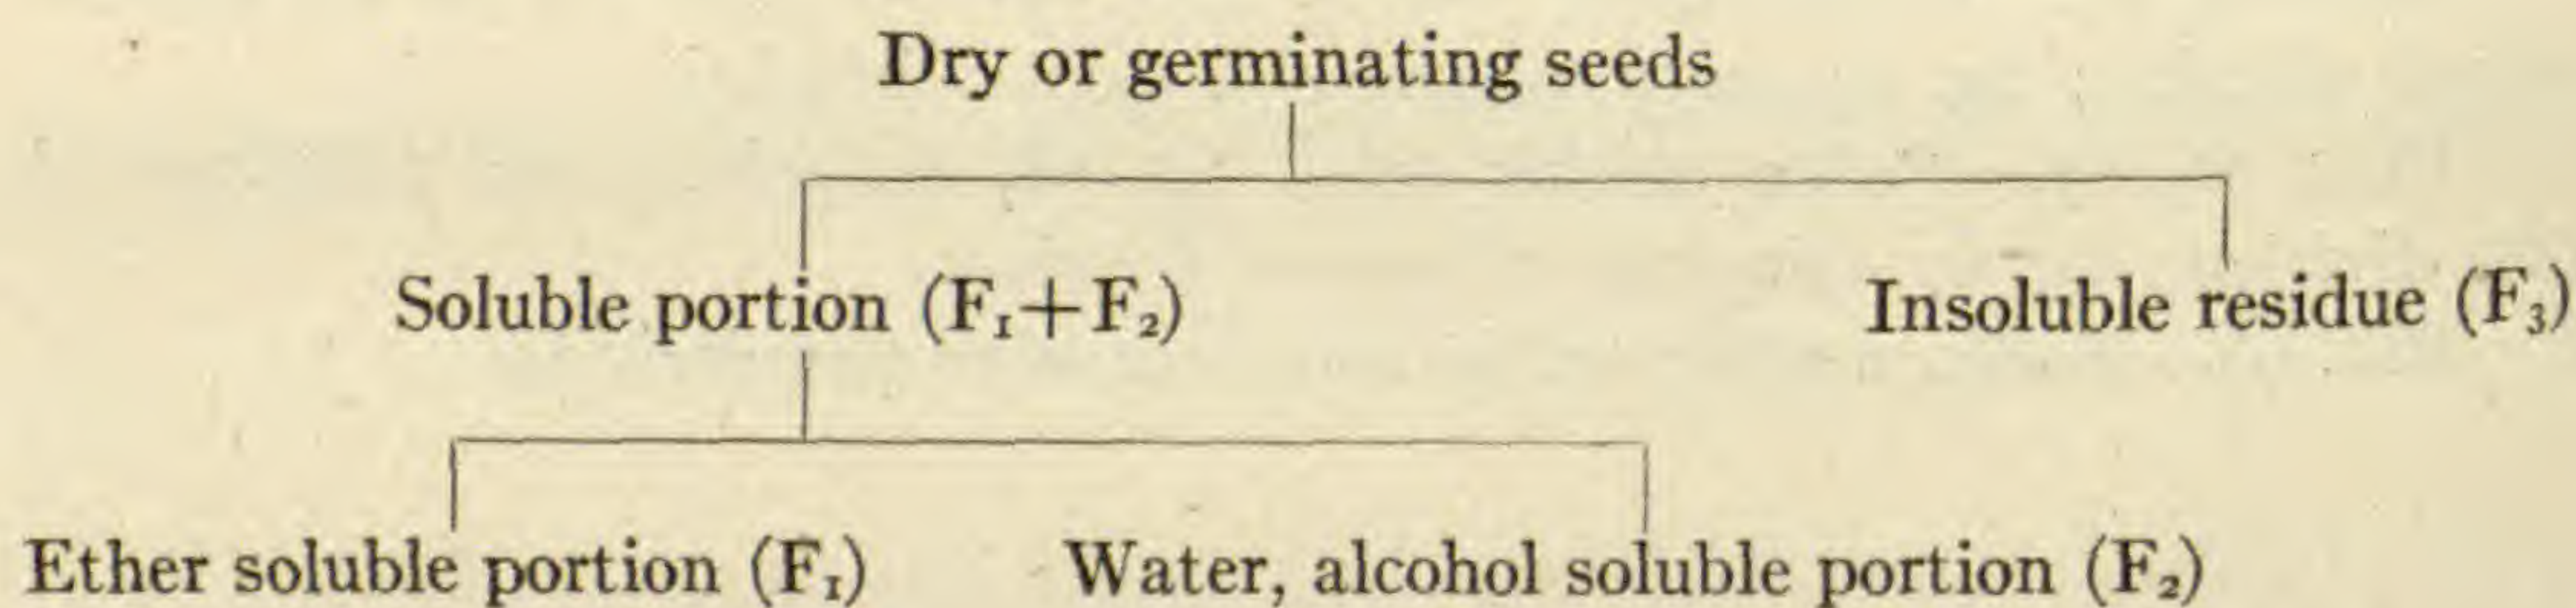 Dry or germinating seeds
Soluble portion (F₁+F₂) Insoluble residue (F₃)
Ether soluble portion (F₁) Water, alcohol soluble portion (F₂)